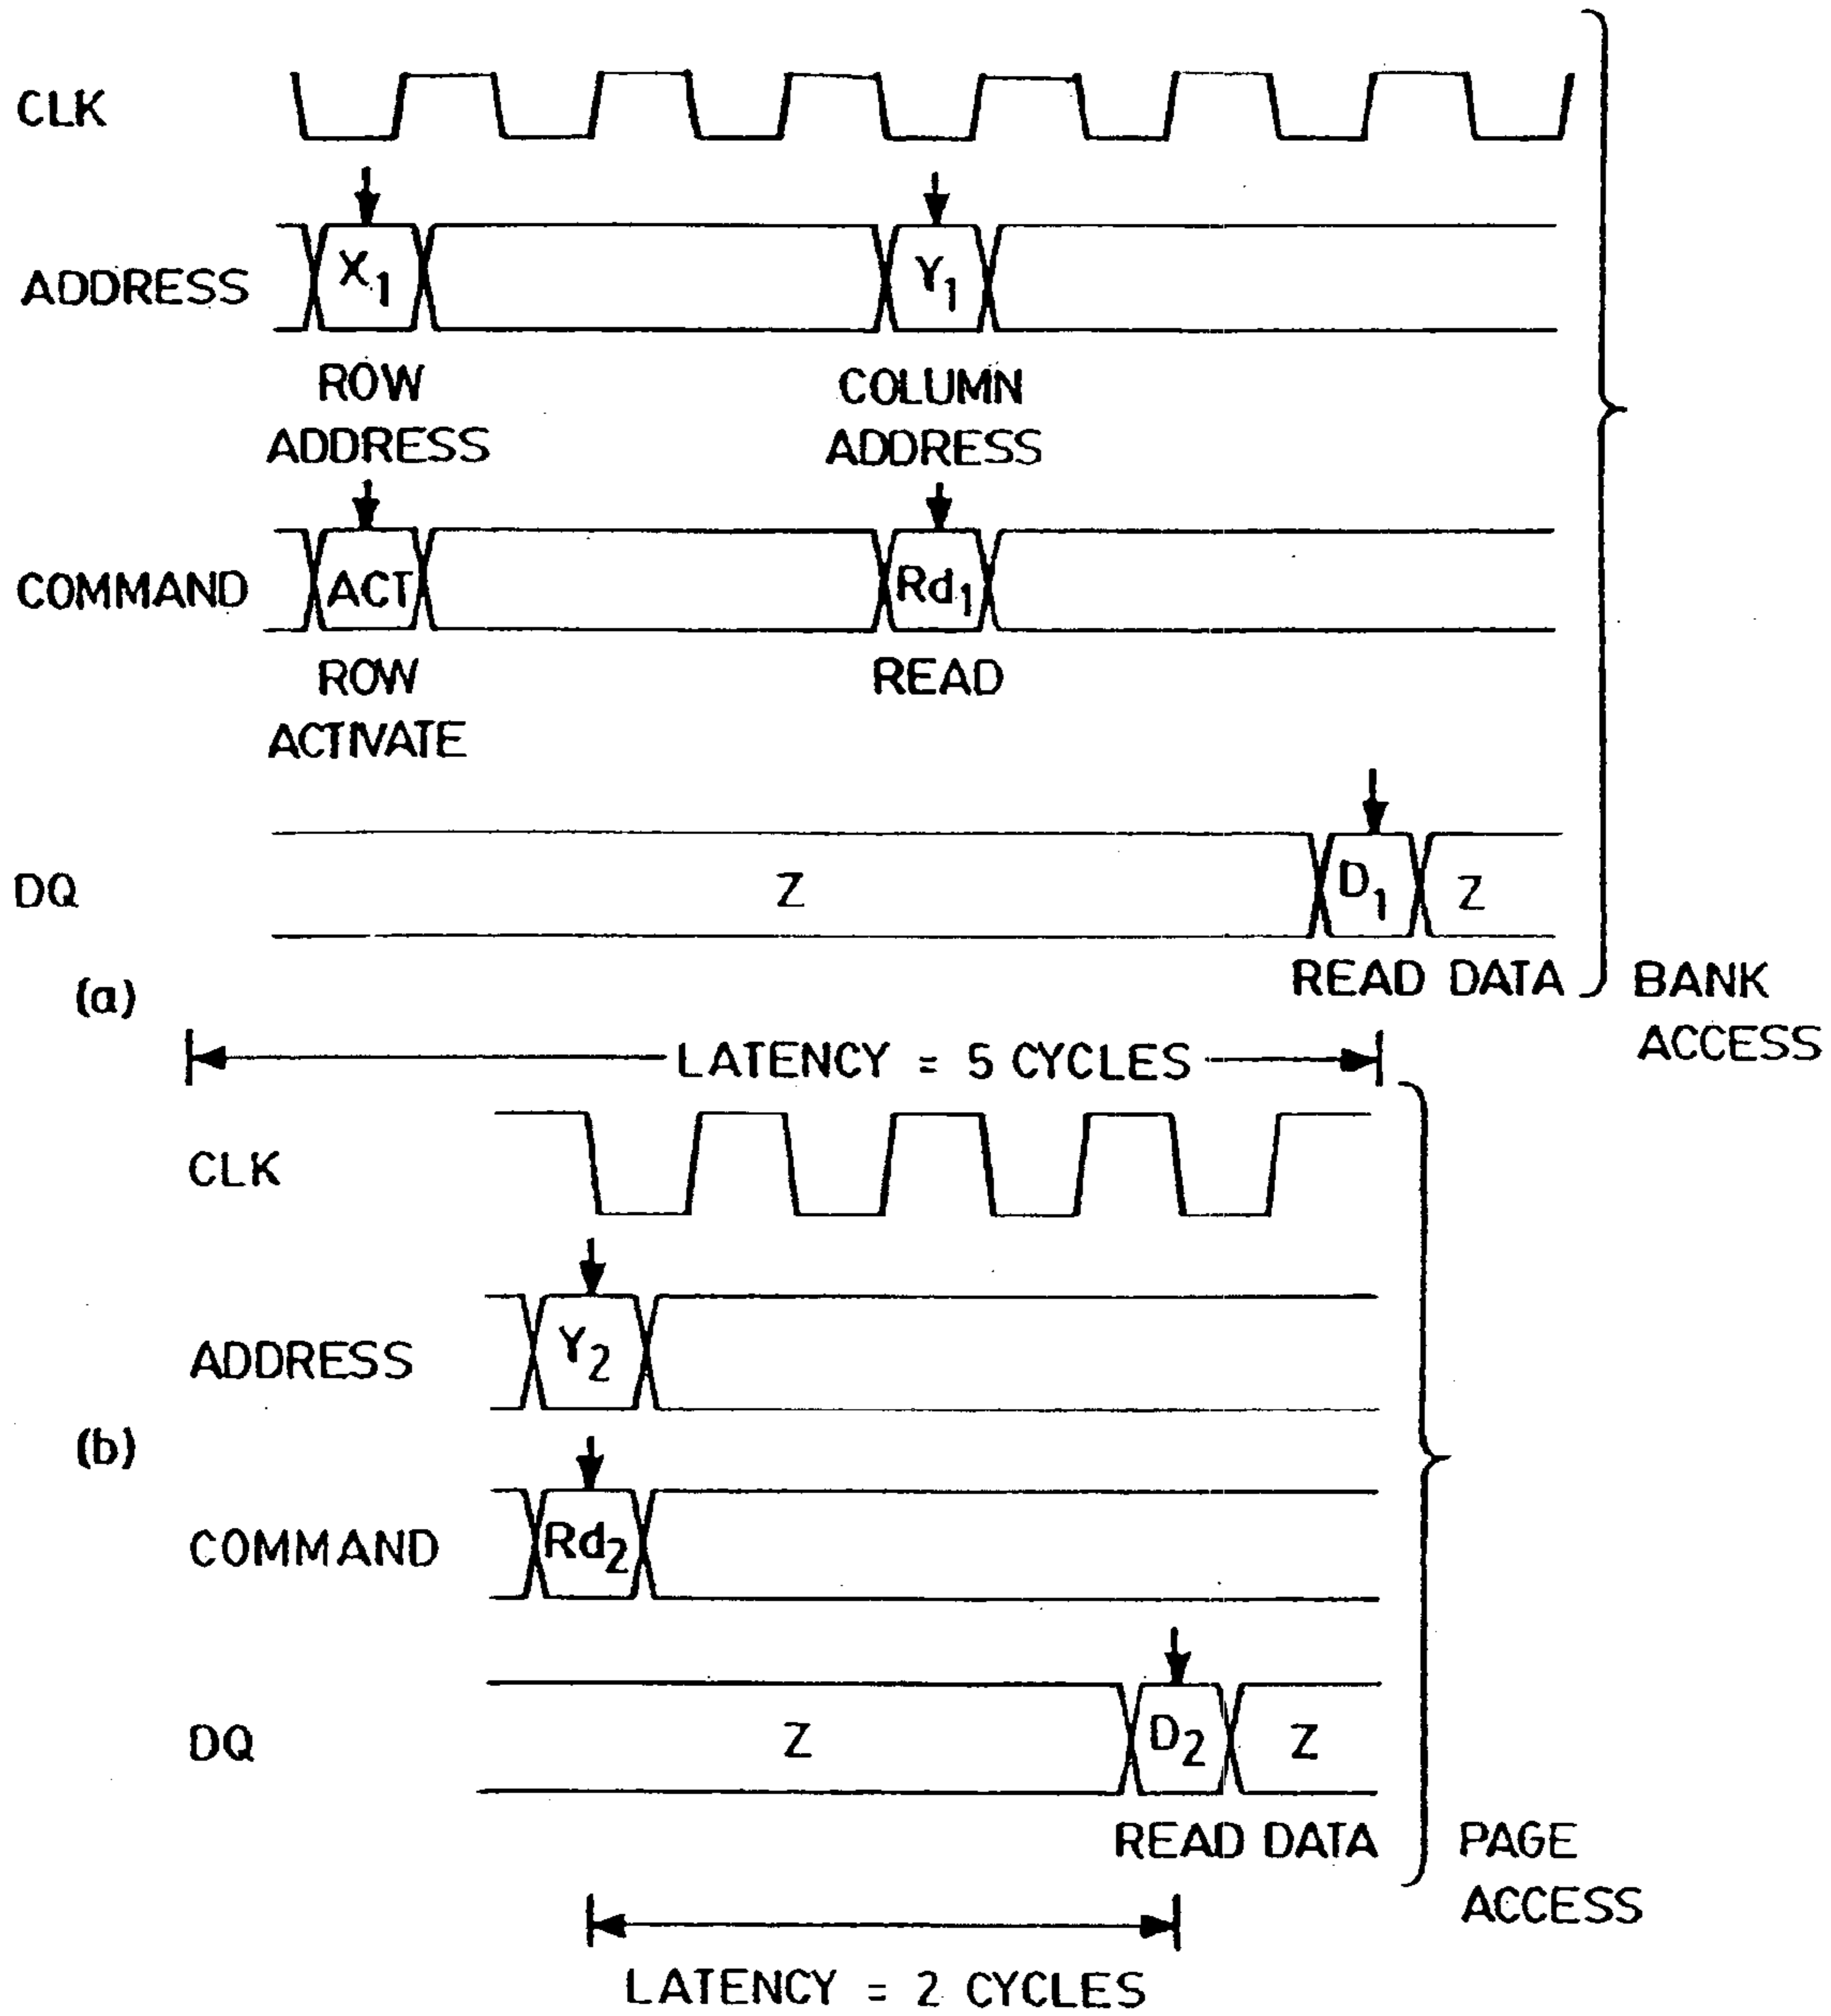 CLK
ADDRESS
X1
Y1
ROW
ADDRESS
COLUMN
ADDRESS
COMMAND
ACT
Rd1
ROW
ACTIVATE
READ
DQ
Z
D1
Z
READ DATA
(a)
BANK
ACCESS
LATENCY = 5 CYCLES
CLK
ADDRESS
Y2
(b)
COMMAND
Rd2
DQ
Z
D2
Z
READ DATA
PAGE
ACCESS
LATENCY = 2 CYCLES